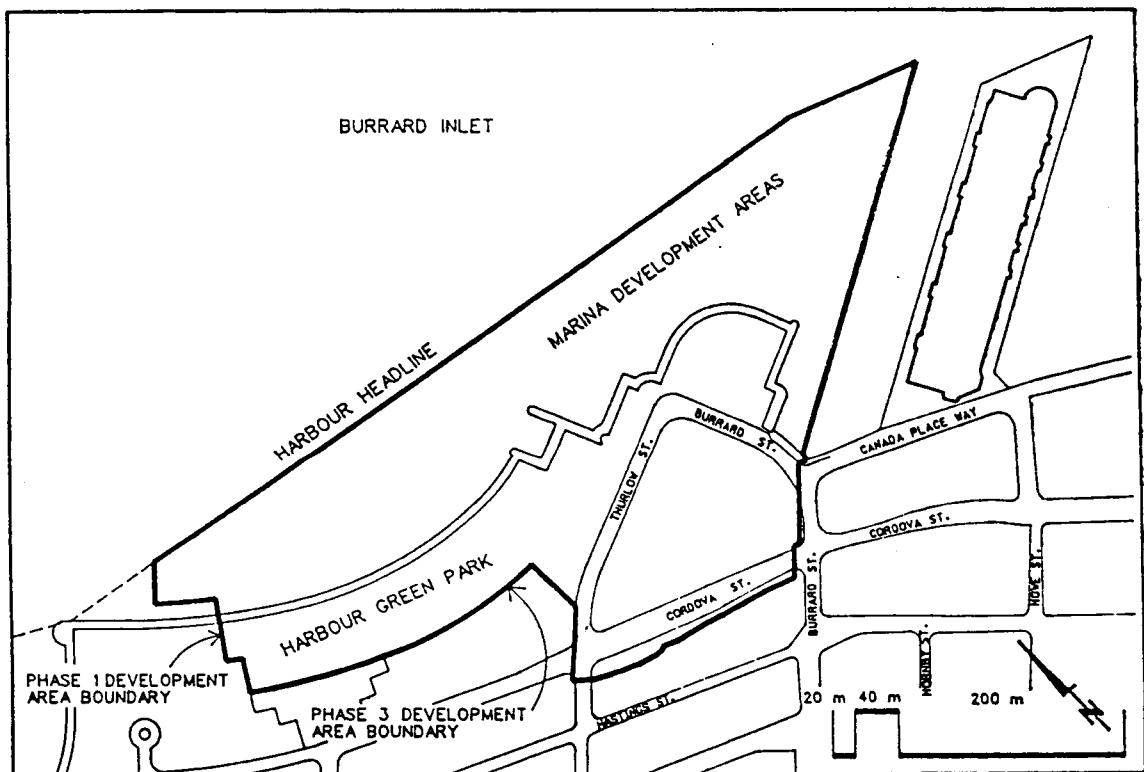 BURRARD INLET
HARBOUR HEADLINE
MARINA DEVELOPMENT AREAS
THURLOW ST.
BURRARD ST.
CANADA PLACE WAY
CORDOVA ST.
HARBOUR GREEN PARK
CORDOVA ST.
BURRARD ST.
HOWE ST.
HORNBY ST.
HASTINGS ST.
PHASE 1 DEVELOPMENT
AREA BOUNDARY
PHASE 3 DEVELOPMENT
AREA BOUNDARY
20 m 40 m 200 m
N